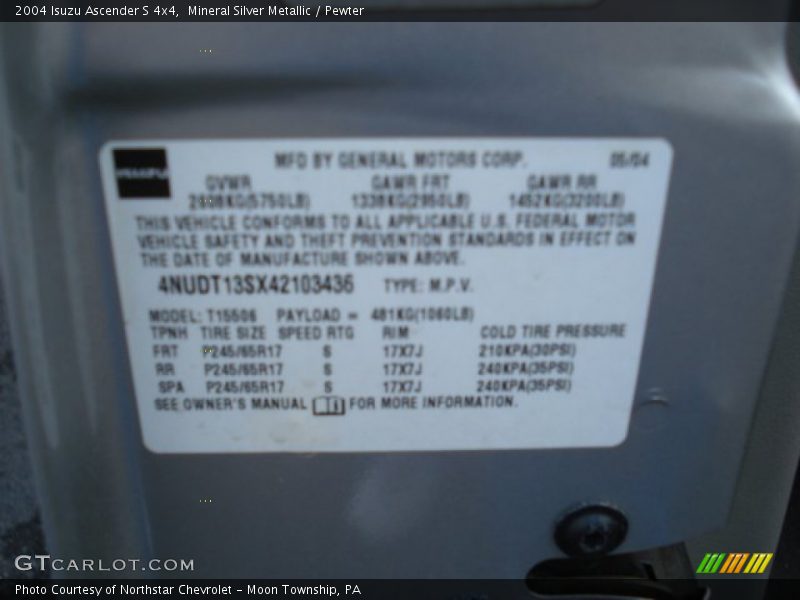 2004 Isuzu Ascender S 4x4,  Mineral Silver Metallic / Pewter
ISUZU
MFD BY GENERAL MOTORS CORP. 05/04
GVWR GAWR FRT GAWR RR
2608KG(5750LB) 1338KG(2950LB) 1452KG(3200LB)
THIS VEHICLE CONFORMS TO ALL APPLICABLE U.S. FEDERAL MOTOR
VEHICLE SAFETY AND THEFT PREVENTION STANDARDS IN EFFECT ON
THE DATE OF MANUFACTURE SHOWN ABOVE.
4NUDT13SX42103436 TYPE: M.P.V.
MODEL: T15506 PAYLOAD = 481KG(1060LB)
TPNH TIRE SIZE SPEED RTG RIM COLD TIRE PRESSURE
FRT P245/65R17 S 17X7J 210KPA(30PSI)
RR P245/65R17 S 17X7J 240KPA(35PSI)
SPA P245/65R17 S 17X7J 240KPA(35PSI)
SEE OWNER'S MANUAL FOR MORE INFORMATION.
GTCARLOT.COM
Photo Courtesy of Northstar Chevrolet - Moon Township, PA